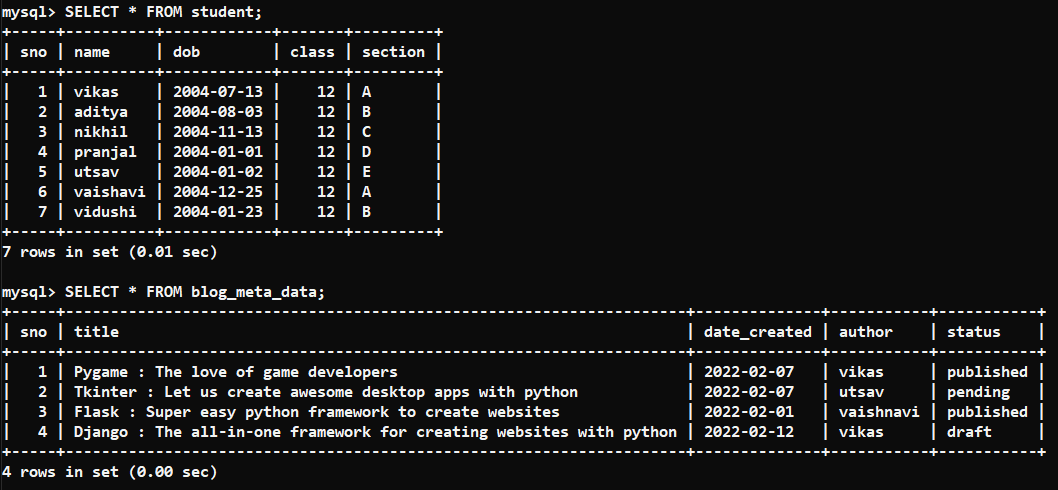 mysql> SELECT * FROM student;
+-----+----------+------------+-------+---------+
| sno | name     | dob        | class | section |
+-----+----------+------------+-------+---------+
|   1 | vikas    | 2004-07-13 |    12 | A       |
|   2 | aditya   | 2004-08-03 |    12 | B       |
|   3 | nikhil   | 2004-11-13 |    12 | C       |
|   4 | pranjal  | 2004-01-01 |    12 | D       |
|   5 | utsav    | 2004-01-02 |    12 | E       |
|   6 | vaishavi | 2004-12-25 |    12 | A       |
|   7 | vidushi  | 2004-01-23 |    12 | B       |
+-----+----------+------------+-------+---------+
7 rows in set (0.01 sec)

mysql> SELECT * FROM blog_meta_data;
+-----+---------------------------------------------------------------------+--------------+-----------+-----------+
| sno | title                                                               | date_created | author    | status    |
+-----+---------------------------------------------------------------------+--------------+-----------+-----------+
|   1 | Pygame : The love of game developers                                | 2022-02-07   | vikas     | published |
|   2 | Tkinter : Let us create awesome desktop apps with python            | 2022-02-07   | utsav     | pending   |
|   3 | Flask : Super easy python framework to create websites              | 2022-02-01   | vaishnavi | published |
|   4 | Django : The all-in-one framework for creating websites with python | 2022-02-12   | vikas     | draft     |
+-----+---------------------------------------------------------------------+--------------+-----------+-----------+
4 rows in set (0.00 sec)